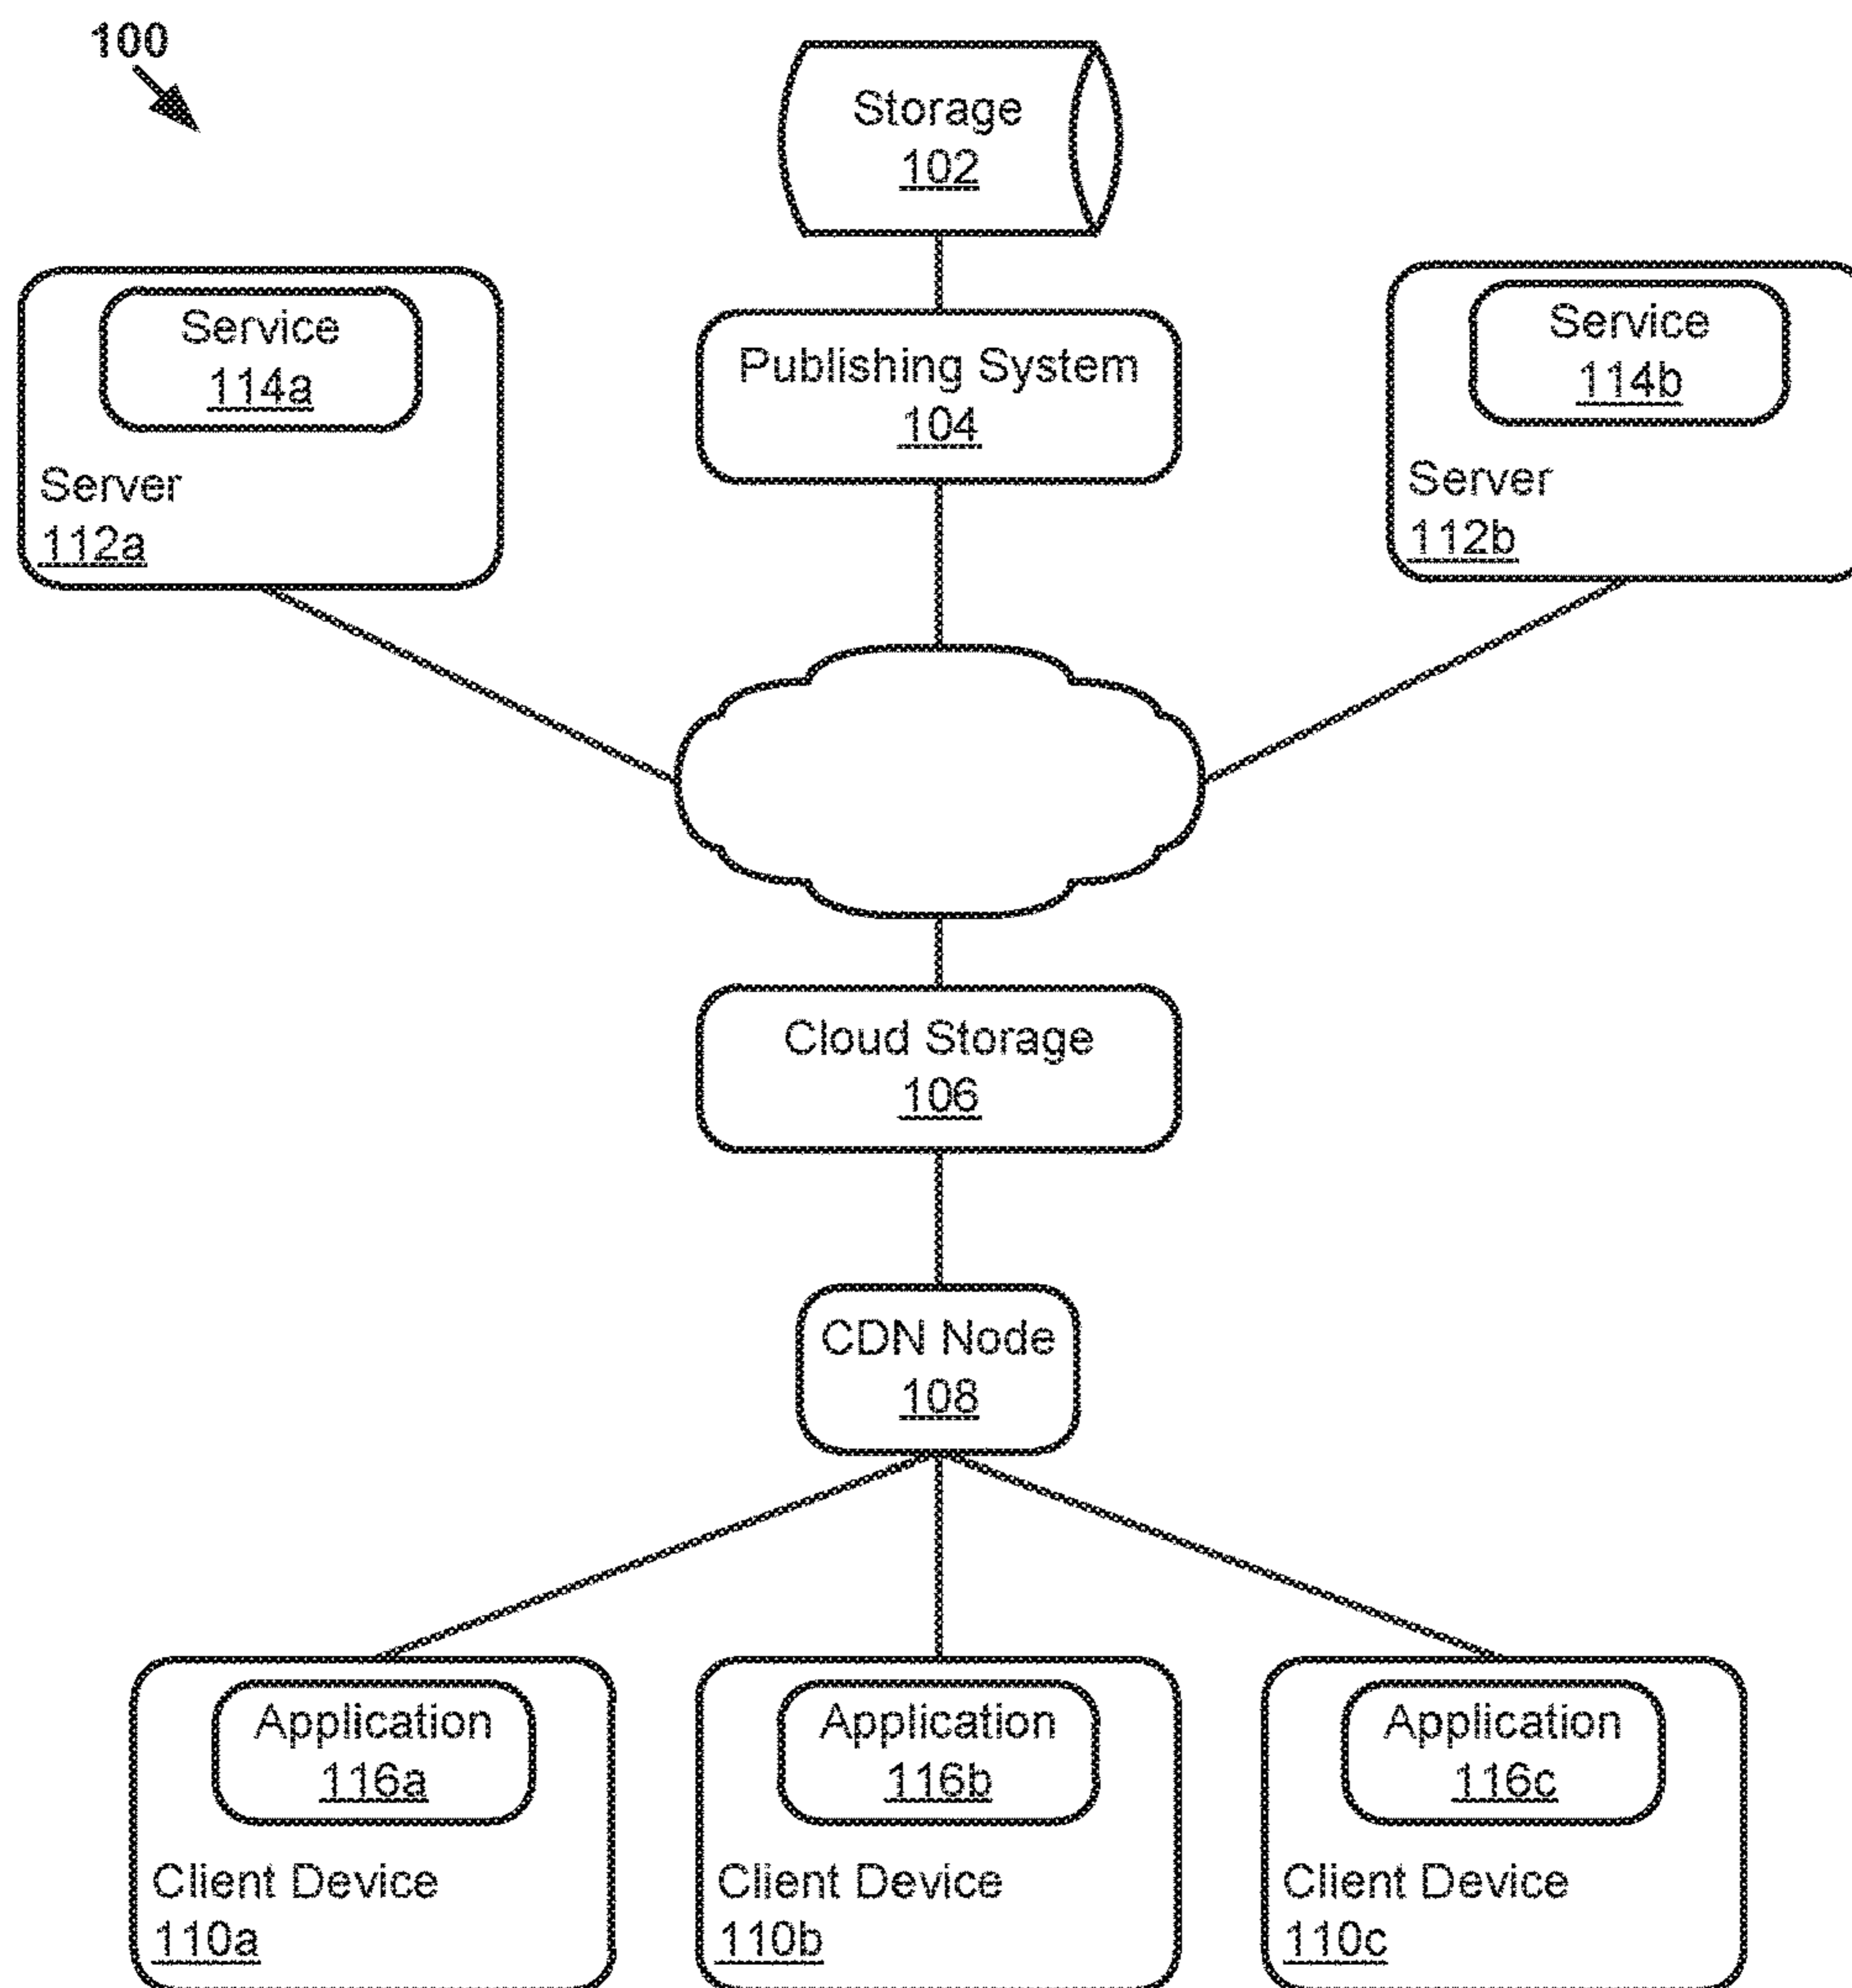 100
Storage
102
Service
114a
Server
112a
Publishing System
104
Service
114b
Server
112b
Cloud Storage
106
CDN Node
108
Application
116a
Client Device
110a
Application
116b
Client Device
110b
Application
116c
Client Device
110c